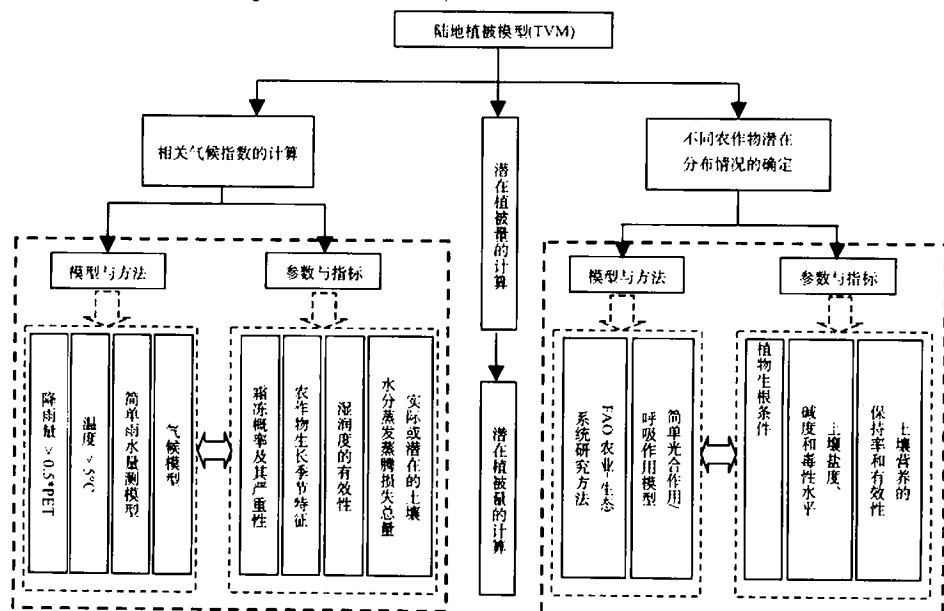 陆地植被模型(TVM)
相关气候指数的计算
潜在植被量的计算
不同农作物潜在
分布情况的确定
模型与方法
参数与指标
模型与方法
参数与指标
降雨量>0.5*PET
温度>5℃
简单雨水量测模型
气候模型
霜冻概率及其严重性
农作物生长季节特征
湿润度的有效性
实际或潜在的土壤
水分蒸发蒸腾损失总量
潜在植被量的计算
FAO农业/生态
系统研究方法
简单光合作用/
呼吸作用模型
植物生根条件
土壤盐度、
碱度和毒性水平
土壤营养的
保持率和有效性